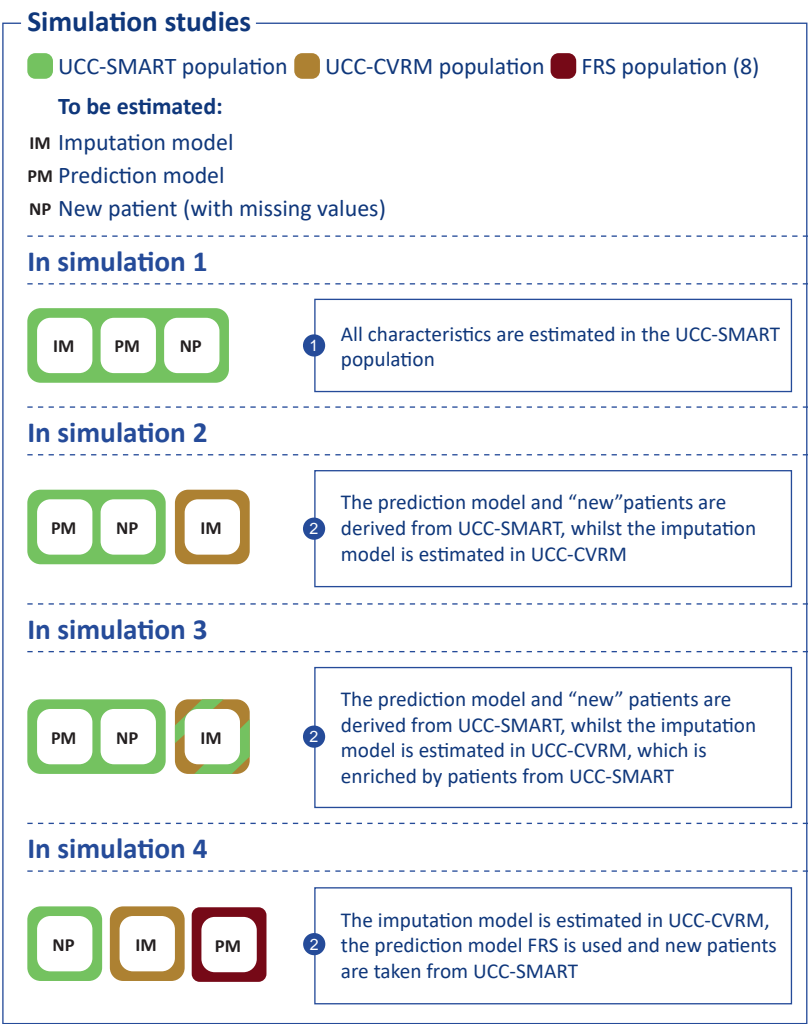 Simulation studies
UCC-SMART population UCC-CVRM population FRS population (8)
To be estimated:
IM Imputation model
PM Prediction model
NP New patient (with missing values)
In simulation 1
IM PM NP
1
All characteristics are estimated in the UCC-SMART
population
In simulation 2
PM NP IM
2
The prediction model and “new”patients are
derived from UCC-SMART, whilst the imputation
model is estimated in UCC-CVRM
In simulation 3
PM NP IM
2
The prediction model and “new” patients are
derived from UCC-SMART, whilst the imputation
model is estimated in UCC-CVRM, which is
enriched by patients from UCC-SMART
In simulation 4
NP IM PM
2
The imputation model is estimated in UCC-CVRM,
the prediction model FRS is used and new patients
are taken from UCC-SMART